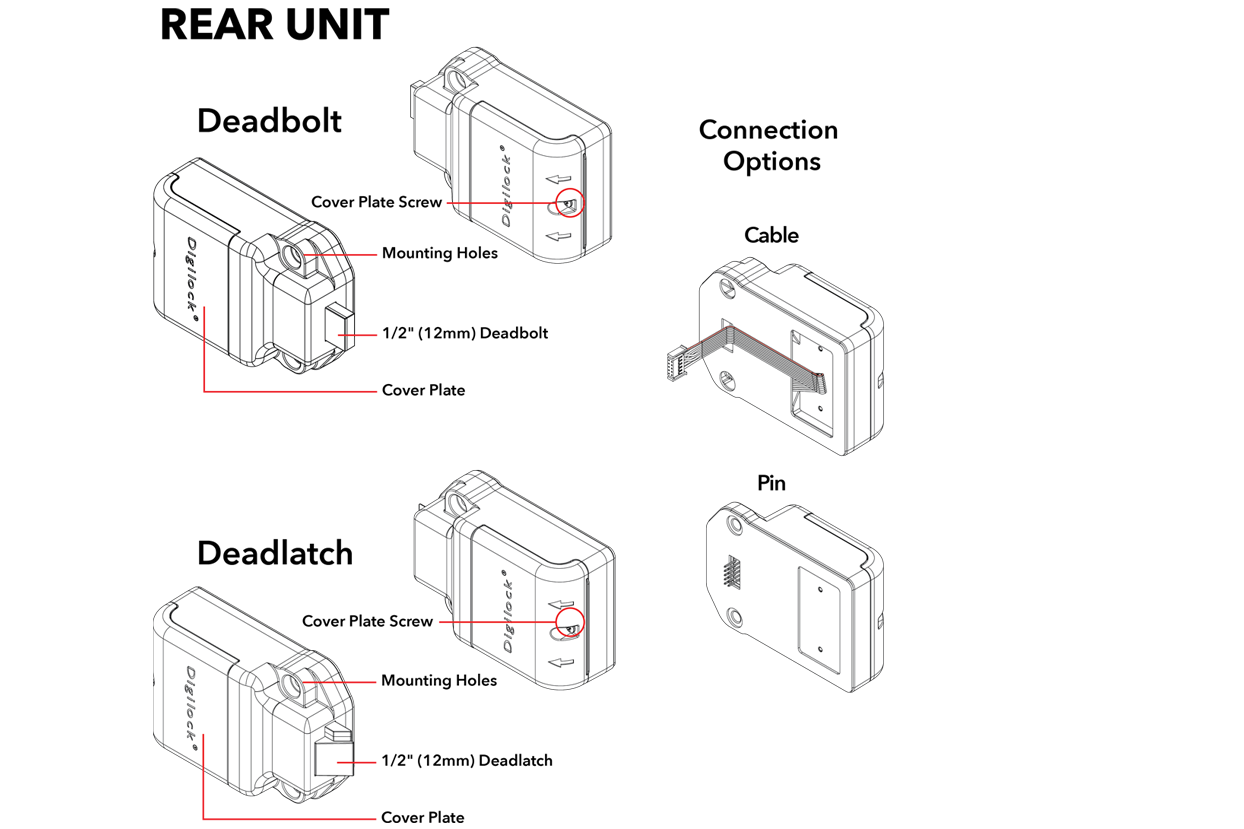 REAR UNIT
Deadbolt
Digilock®
Cover Plate Screw
Digilock®
Mounting Holes
1/2" (12mm) Deadbolt
Cover Plate
Connection
Options
Cable
Pin
Deadlatch
Digilock®
Cover Plate Screw
Digilock®
Mounting Holes
1/2" (12mm) Deadlatch
Cover Plate